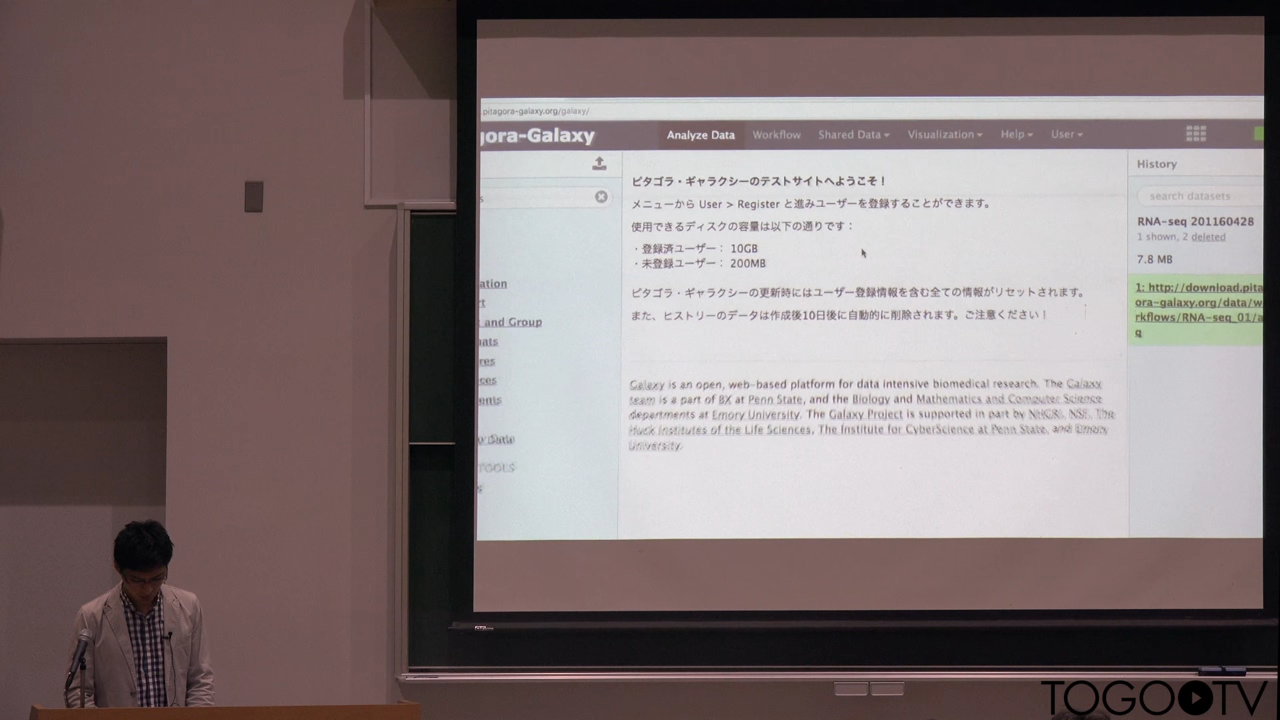 .pitagora-galaxy.org/galaxy/
gora-Galaxy
Analyze Data Workflow Shared Data Visualization Help User
ピタゴラ・ギャラクシーのテストサイトへようこそ！
メニューから User > Register と進みユーザーを登録することができます。
使用できるディスクの容量は以下の通りです：
・登録済ユーザー： 10GB
・未登録ユーザー： 200MB
ピタゴラ・ギャラクシーの更新時にはユーザー登録情報を含む全ての情報がリセットされます。
また、ヒストリーのデータは作成後10日後に自動的に削除されます。ご注意ください！
Galaxy is an open, web-based platform for data intensive biomedical research. The Galaxy
team is a part of BX at Penn State, and the Biology and Mathematics and Computer Science
departments at Emory University. The Galaxy Project is supported in part by NHGRI, NSF, The
Huck Institutes of the Life Sciences, The Institute for CyberScience at Penn State, and Emory
University.
and Group
TOOLS
History
search datasets
RNA-seq 201160428
1 shown, 2 deleted
7.8 MB
1: http://download.pita
ora-galaxy.org/data/w
rkflows/RNA-seq_01/a
q
TOGO TV